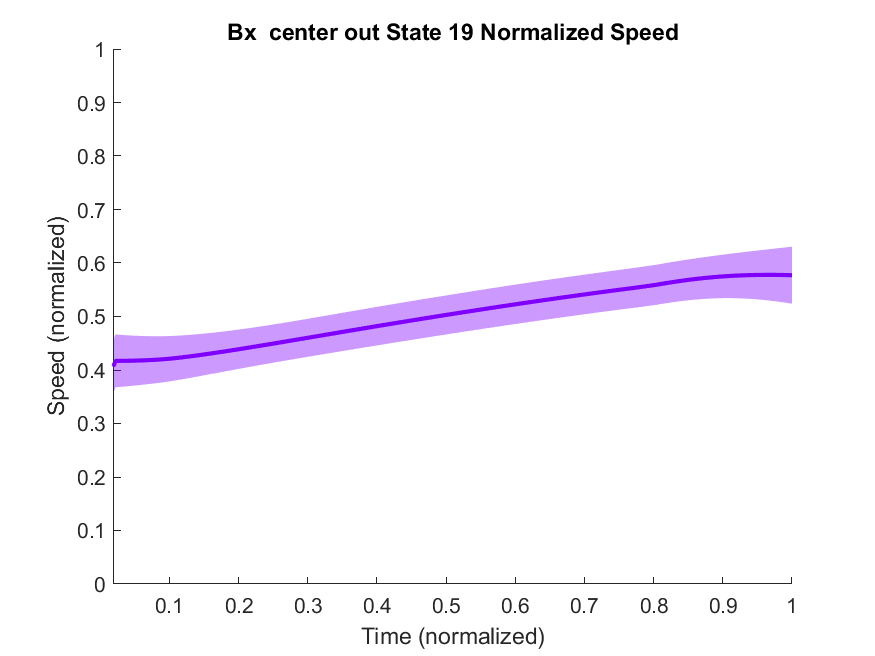 Bx  center out State 19 Normalized Speed
1
0.9
0.8
0.7
0.6
0.5
0.4
0.3
0.2
0.1
0
Speed (normalized)
0.1 0.2 0.3 0.4 0.5 0.6 0.7 0.8 0.9 1
Time (normalized)